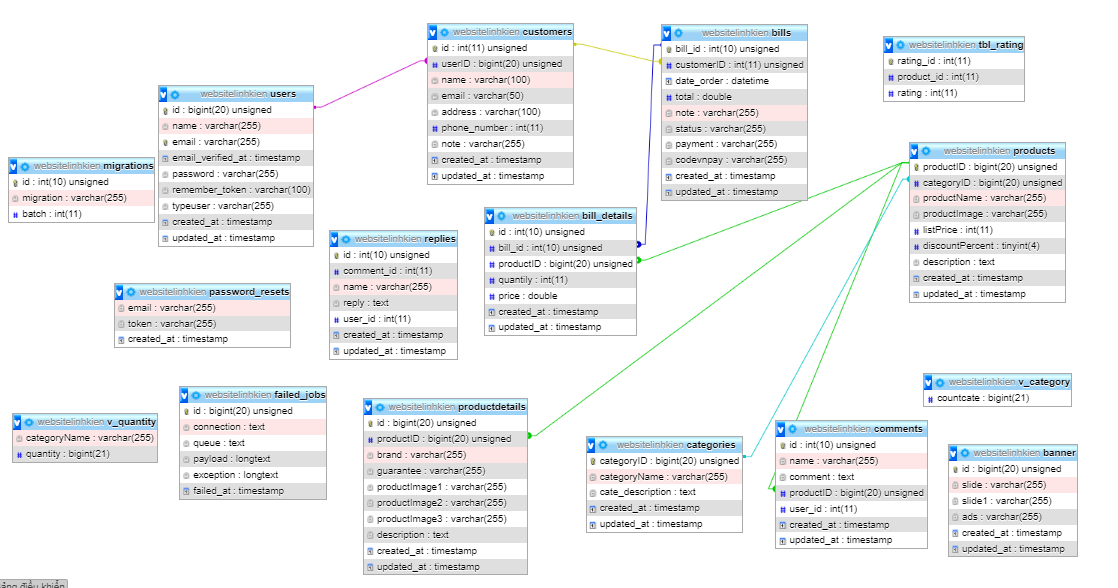 websitelinhkien customers
id : int(11) unsigned
userID : bigint(20) unsigned
name : varchar(100)
email : varchar(50)
address : varchar(100)
phone_number : int(11)
note : varchar(255)
created_at : timestamp
updated_at : timestamp
websitelinhkien bills
bill_id : int(10) unsigned
customerID : int(11) unsigned
date_order : datetime
total : double
note : varchar(255)
status : varchar(255)
payment : varchar(255)
codevnpay : varchar(255)
created_at : timestamp
updated_at : timestamp
websitelinhkien tbl_rating
rating_id : int(11)
product_id : int(11)
rating : int(11)
websitelinhkien users
id : bigint(20) unsigned
name : varchar(255)
email : varchar(255)
email_verified_at : timestamp
password : varchar(255)
remember_token : varchar(100)
typeuser : varchar(255)
created_at : timestamp
updated_at : timestamp
websitelinhkien migrations
id : int(10) unsigned
migration : varchar(255)
batch : int(11)
websitelinhkien products
productID : bigint(20) unsigned
categoryID : bigint(20) unsigned
productName : varchar(255)
productImage : varchar(255)
listPrice : int(11)
discountPercent : tinyint(4)
description : text
created_at : timestamp
updated_at : timestamp
websitelinhkien bill_details
id : int(10) unsigned
bill_id : int(10) unsigned
productID : bigint(20) unsigned
quantily : int(11)
price : double
created_at : timestamp
updated_at : timestamp
websitelinhkien replies
id : int(10) unsigned
comment_id : int(11)
name : varchar(255)
reply : text
user_id : int(11)
created_at : timestamp
updated_at : timestamp
websitelinhkien password_resets
email : varchar(255)
token : varchar(255)
created_at : timestamp
websitelinhkien v_category
countcate : bigint(21)
websitelinhkien failed_jobs
id : bigint(20) unsigned
connection : text
queue : text
payload : longtext
exception : longtext
failed_at : timestamp
websitelinhkien v_quantity
categoryName : varchar(255)
quantity : bigint(21)
websitelinhkien productdetails
id : bigint(20) unsigned
productID : bigint(20) unsigned
brand : varchar(255)
guarantee : varchar(255)
productImage1 : varchar(255)
productImage2 : varchar(255)
productImage3 : varchar(255)
description : text
created_at : timestamp
updated_at : timestamp
websitelinhkien categories
categoryID : bigint(20) unsigned
categoryName : varchar(255)
cate_description : text
created_at : timestamp
updated_at : timestamp
websitelinhkien comments
id : int(10) unsigned
name : varchar(255)
comment : text
productID : bigint(20) unsigned
user_id : int(11)
created_at : timestamp
updated_at : timestamp
websitelinhkien banner
id : bigint(20) unsigned
slide : varchar(255)
slide1 : varchar(255)
ads : varchar(255)
created_at : timestamp
updated_at : timestamp
điều khiển